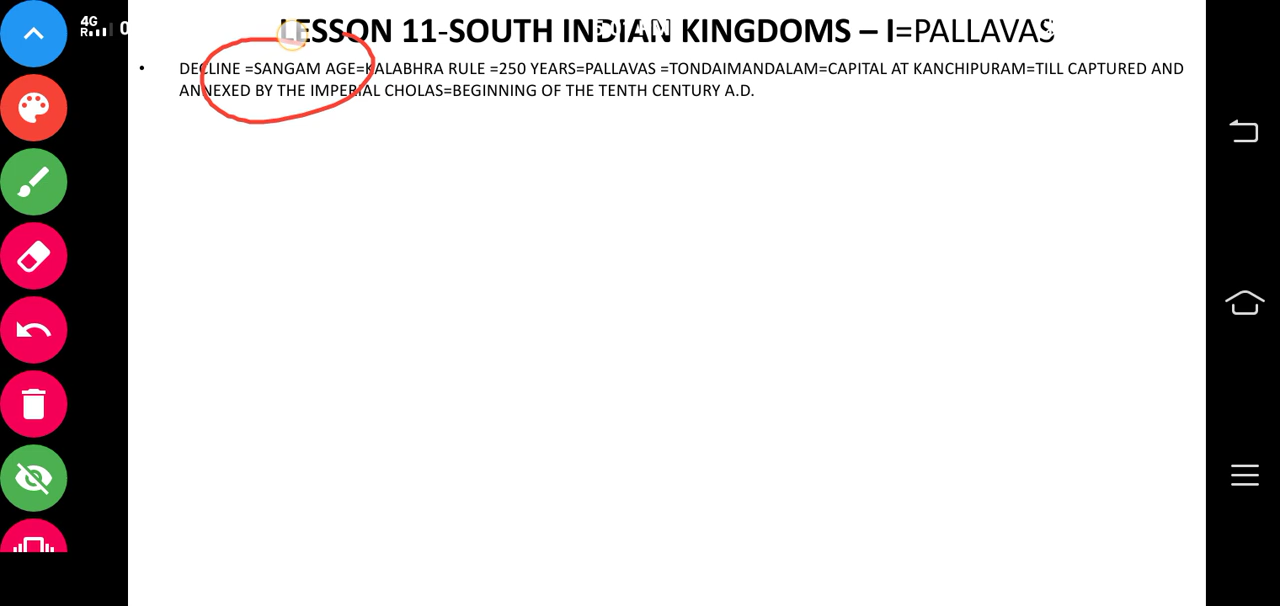 4G
R
LESSON 11-SOUTH INDIAN KINGDOMS – I=PALLAVAS
• DECLINE =SANGAM AGE=KALABHRA RULE =250 YEARS=PALLAVAS =TONDAIMANDALAM=CAPITAL AT KANCHIPURAM=TILL CAPTURED AND
ANNEXED BY THE IMPERIAL CHOLAS=BEGINNING OF THE TENTH CENTURY A.D.